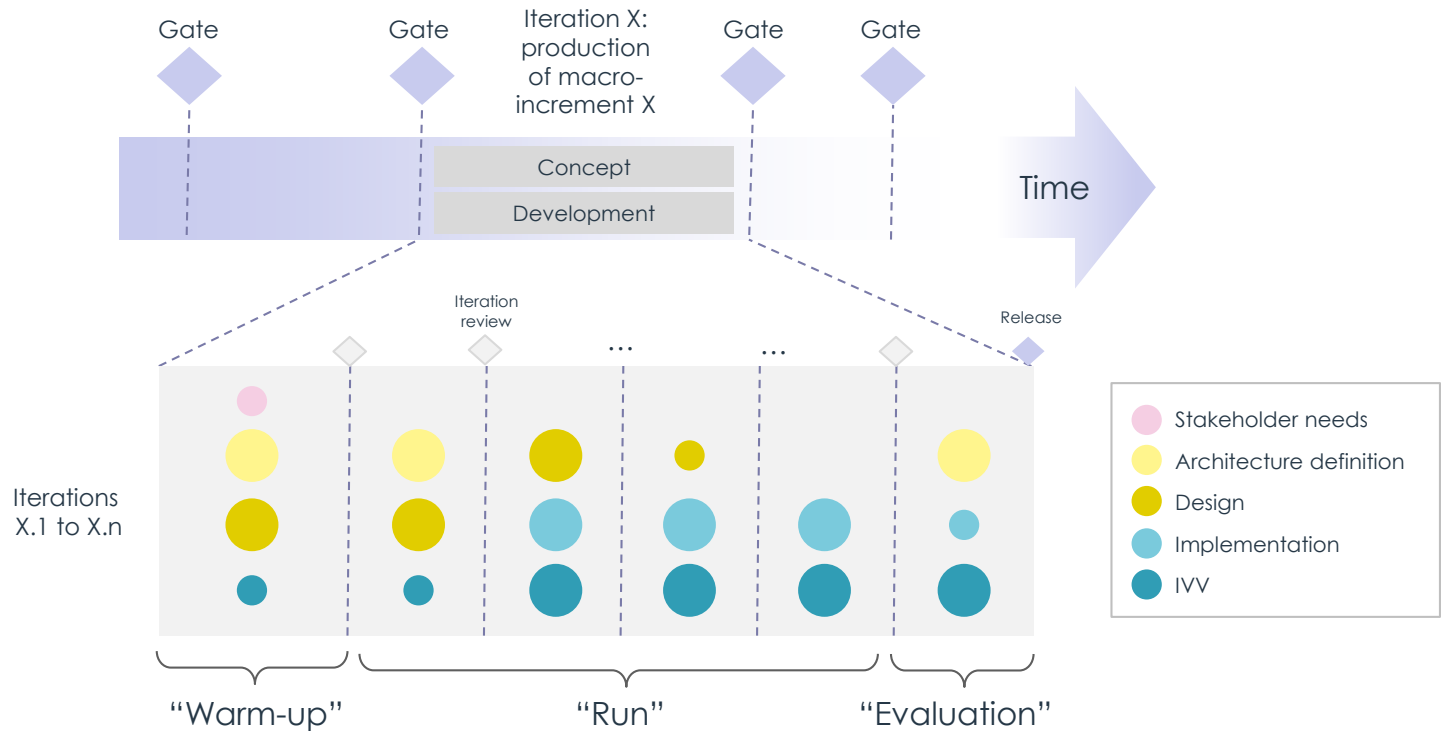 Gate
Gate
Iteration X:
production
of macro-
increment X
Gate
Gate
Concept
Development
Time
Iteration
review
...
...
Release
Iterations
X.1 to X.n
Stakeholder needs
Architecture definition
Design
Implementation
IVV
“Warm-up”
“Run”
“Evaluation”